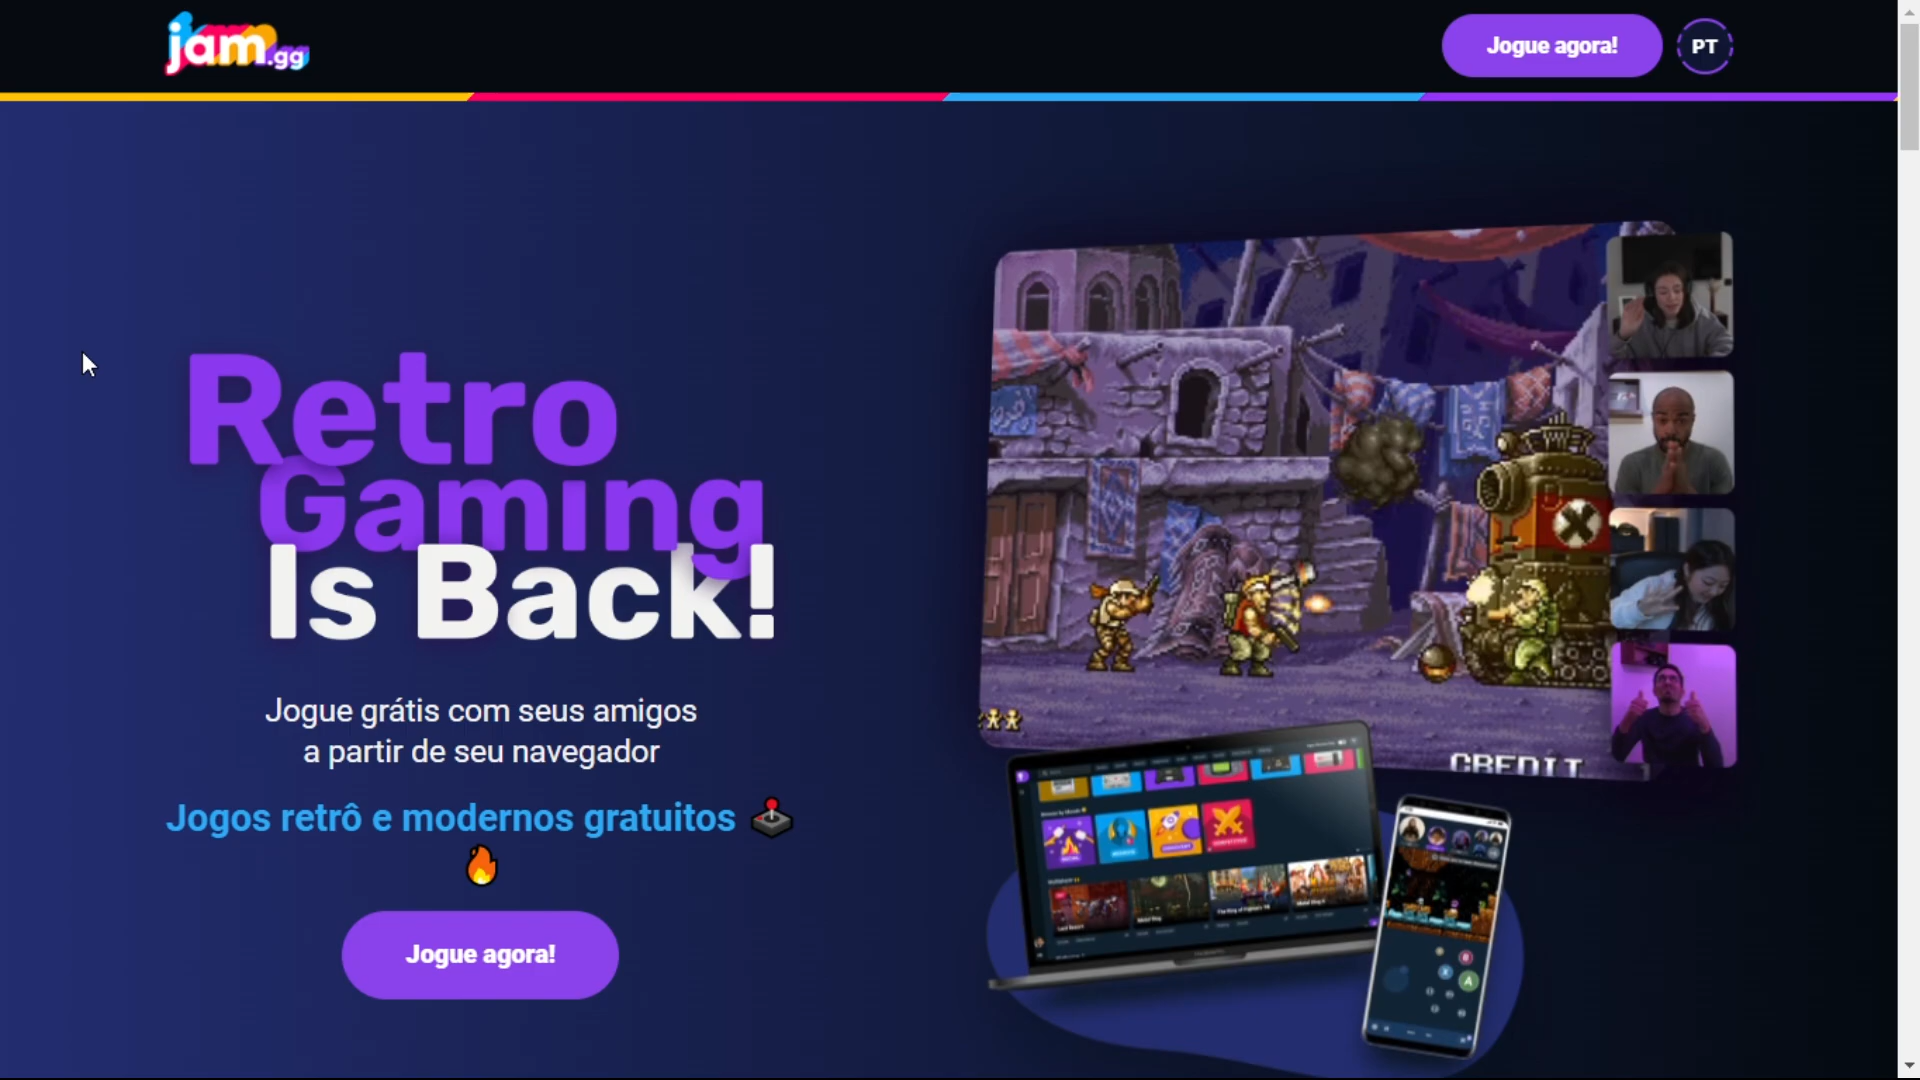 jam.gg
Jogue agora!
PT
Retro
Gaming
Is Back!
Jogue grátis com seus amigos
a partir de seu navegador
Jogos retrô e modernos gratuitos
Jogue agora!
CREDIT
X
B
A